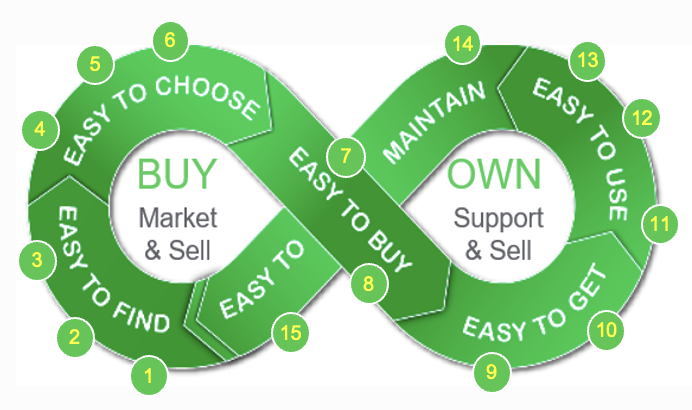 6
14
5
13
EASY TO CHOOSE
MAINTAIN
EASY TO USE
4
12
7
BUY
Market
& Sell
OWN
Support
& Sell
EASY TO BUY
11
3
EASY TO FIND
EASY TO
EASY TO GET
8
2
15
10
1
9